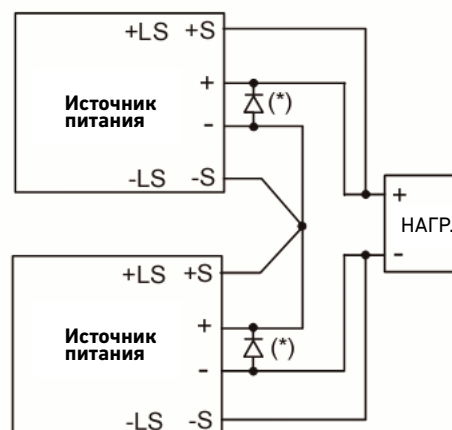 +LS +S
+
(*)
Источник
питания
-
-LS -S
+
НАГР.
-
+LS +S
+
(*)
Источник
питания
-
-LS -S